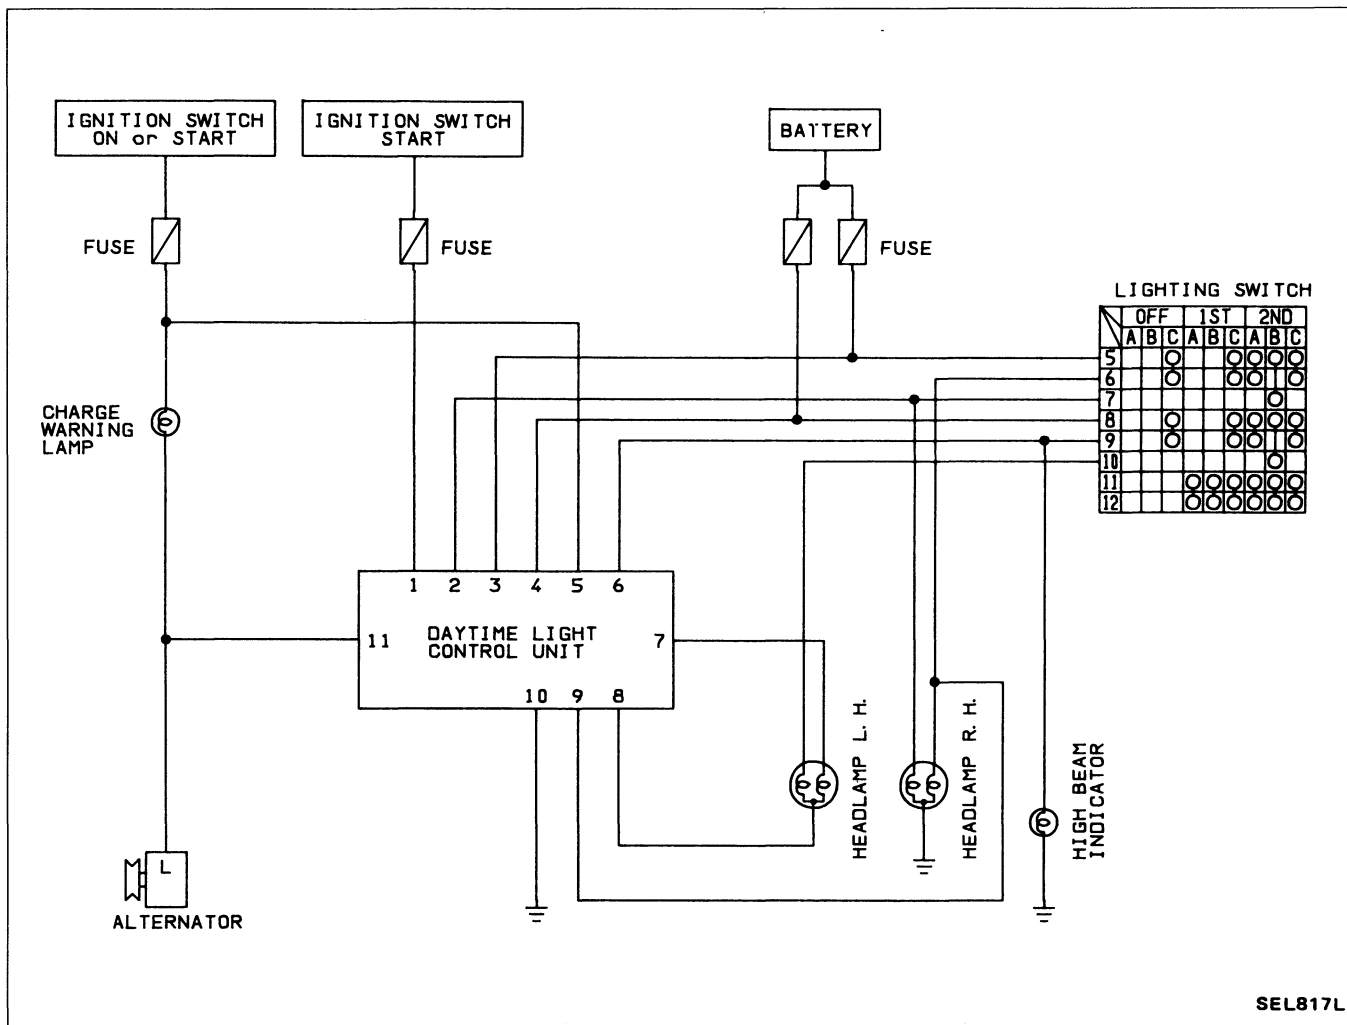 IGNITION SWITCH
ON or START
IGNITION SWITCH
START
BATTERY
FUSE
FUSE
FUSE
LIGHTING SWITCH
OFF 1ST 2ND
A B C A B C A B C
5
6
7
8
9
10
11
12
CHARGE
WARNING
LAMP
1 2 3 4 5 6
11
DAYTIME LIGHT
CONTROL UNIT
7
10 9 8
HEADLAMP L. H.
HEADLAMP R. H.
HIGH BEAM
INDICATOR
L
ALTERNATOR
SEL817L